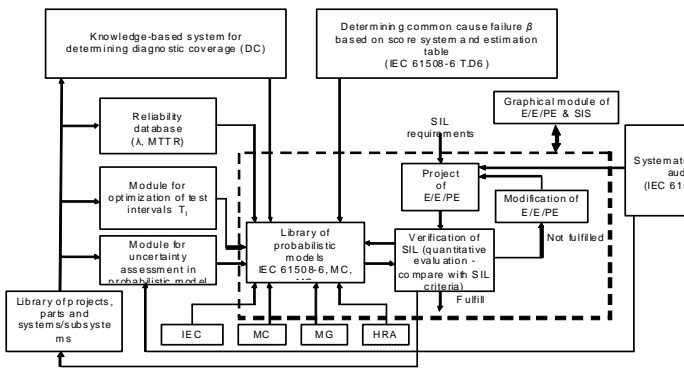 Knowledge-based system for
determining diagnostic coverage (DC)
Determining common cause failure β
based on score system and estimation
table
(IEC 61508-6 T.D6)
Graphical module of
E/E/PE & SIS
Reliability
database
(λ, MTTR)
SIL
requirements
Project
of
E/E/PE
Modification of
E/E/PE
Module for
optimization of test
intervals T_I
Library of
probabilistic
models
IEC 61508-6, MC,
Verification of
SIL (quantitative
evaluation -
compare with SIL
criteria)
Not fulfilled
Fulfill
Module for
uncertainty
assessment in
probabilistic model
Library of projects,
parts and
systems/subsyste
ms
IEC
MC
MG
HRA
(IEC